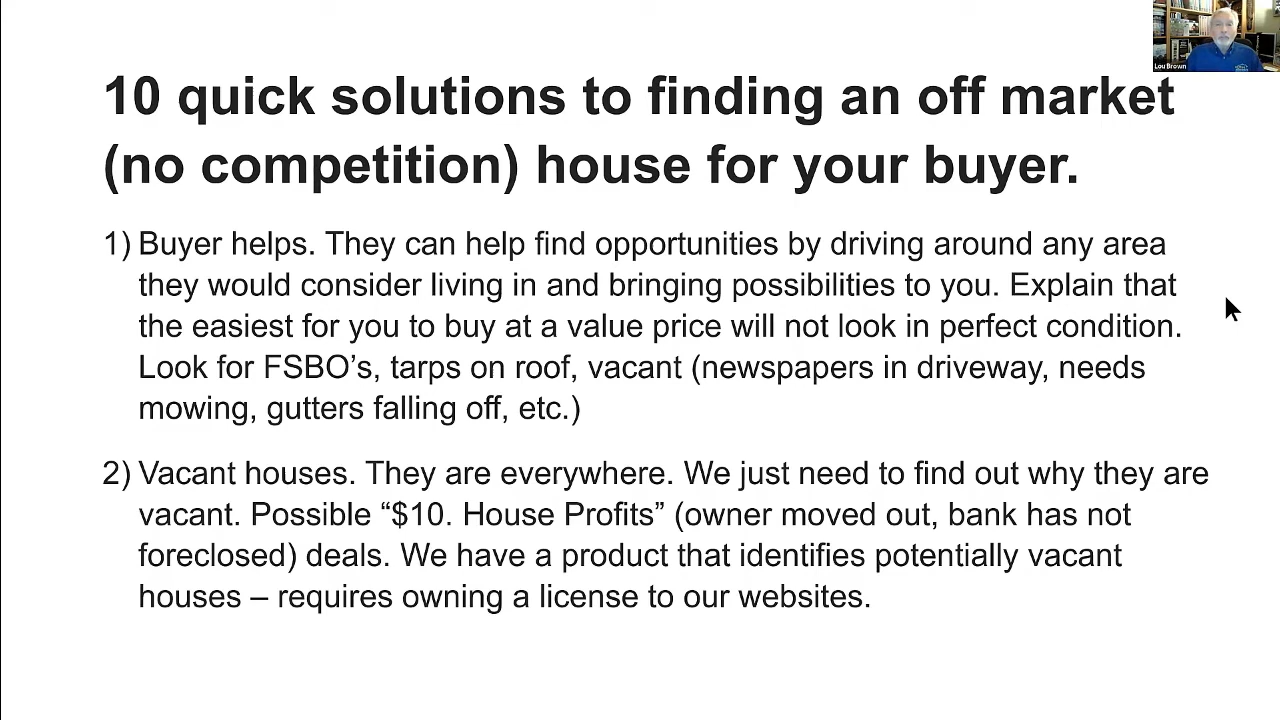 Lou Brown
10 quick solutions to finding an off market
(no competition) house for your buyer.
1) Buyer helps. They can help find opportunities by driving around any area
they would consider living in and bringing possibilities to you. Explain that
the easiest for you to buy at a value price will not look in perfect condition.
Look for FSBO’s, tarps on roof, vacant (newspapers in driveway, needs
mowing, gutters falling off, etc.)
2) Vacant houses. They are everywhere. We just need to find out why they are
vacant. Possible “$10. House Profits” (owner moved out, bank has not
foreclosed) deals. We have a product that identifies potentially vacant
houses – requires owning a license to our websites.